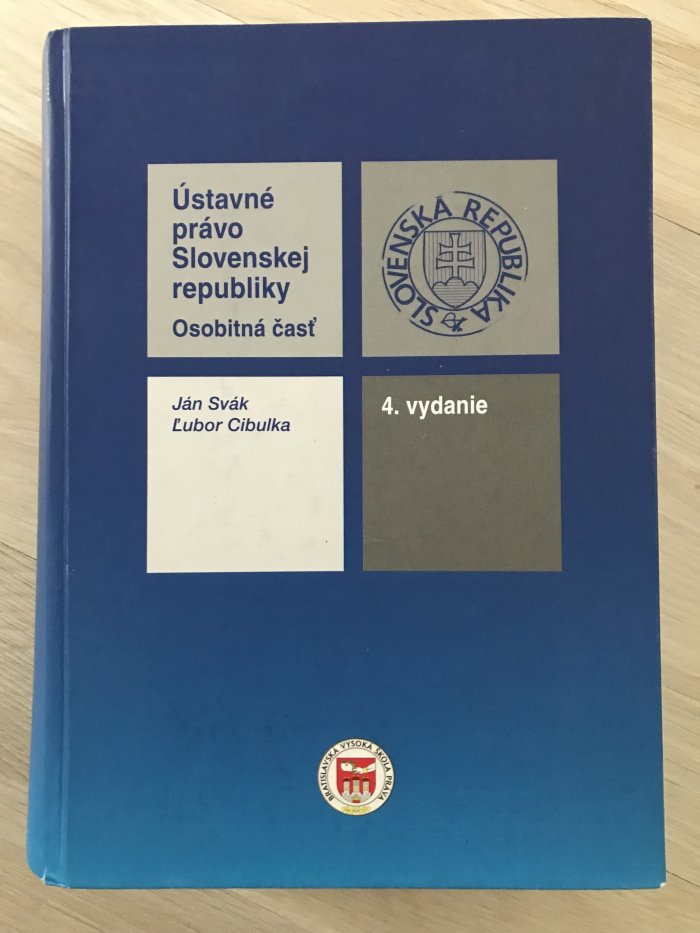 Ústavné
právo
Slovenskej
republiky
Osobitná časť
SLOVENSKÁ REPUBLIKA
Ján Svák
Ľubor Cibulka
4. vydanie
BRATISLAVSKÁ VYSOKÁ ŠKOLA PRÁVA